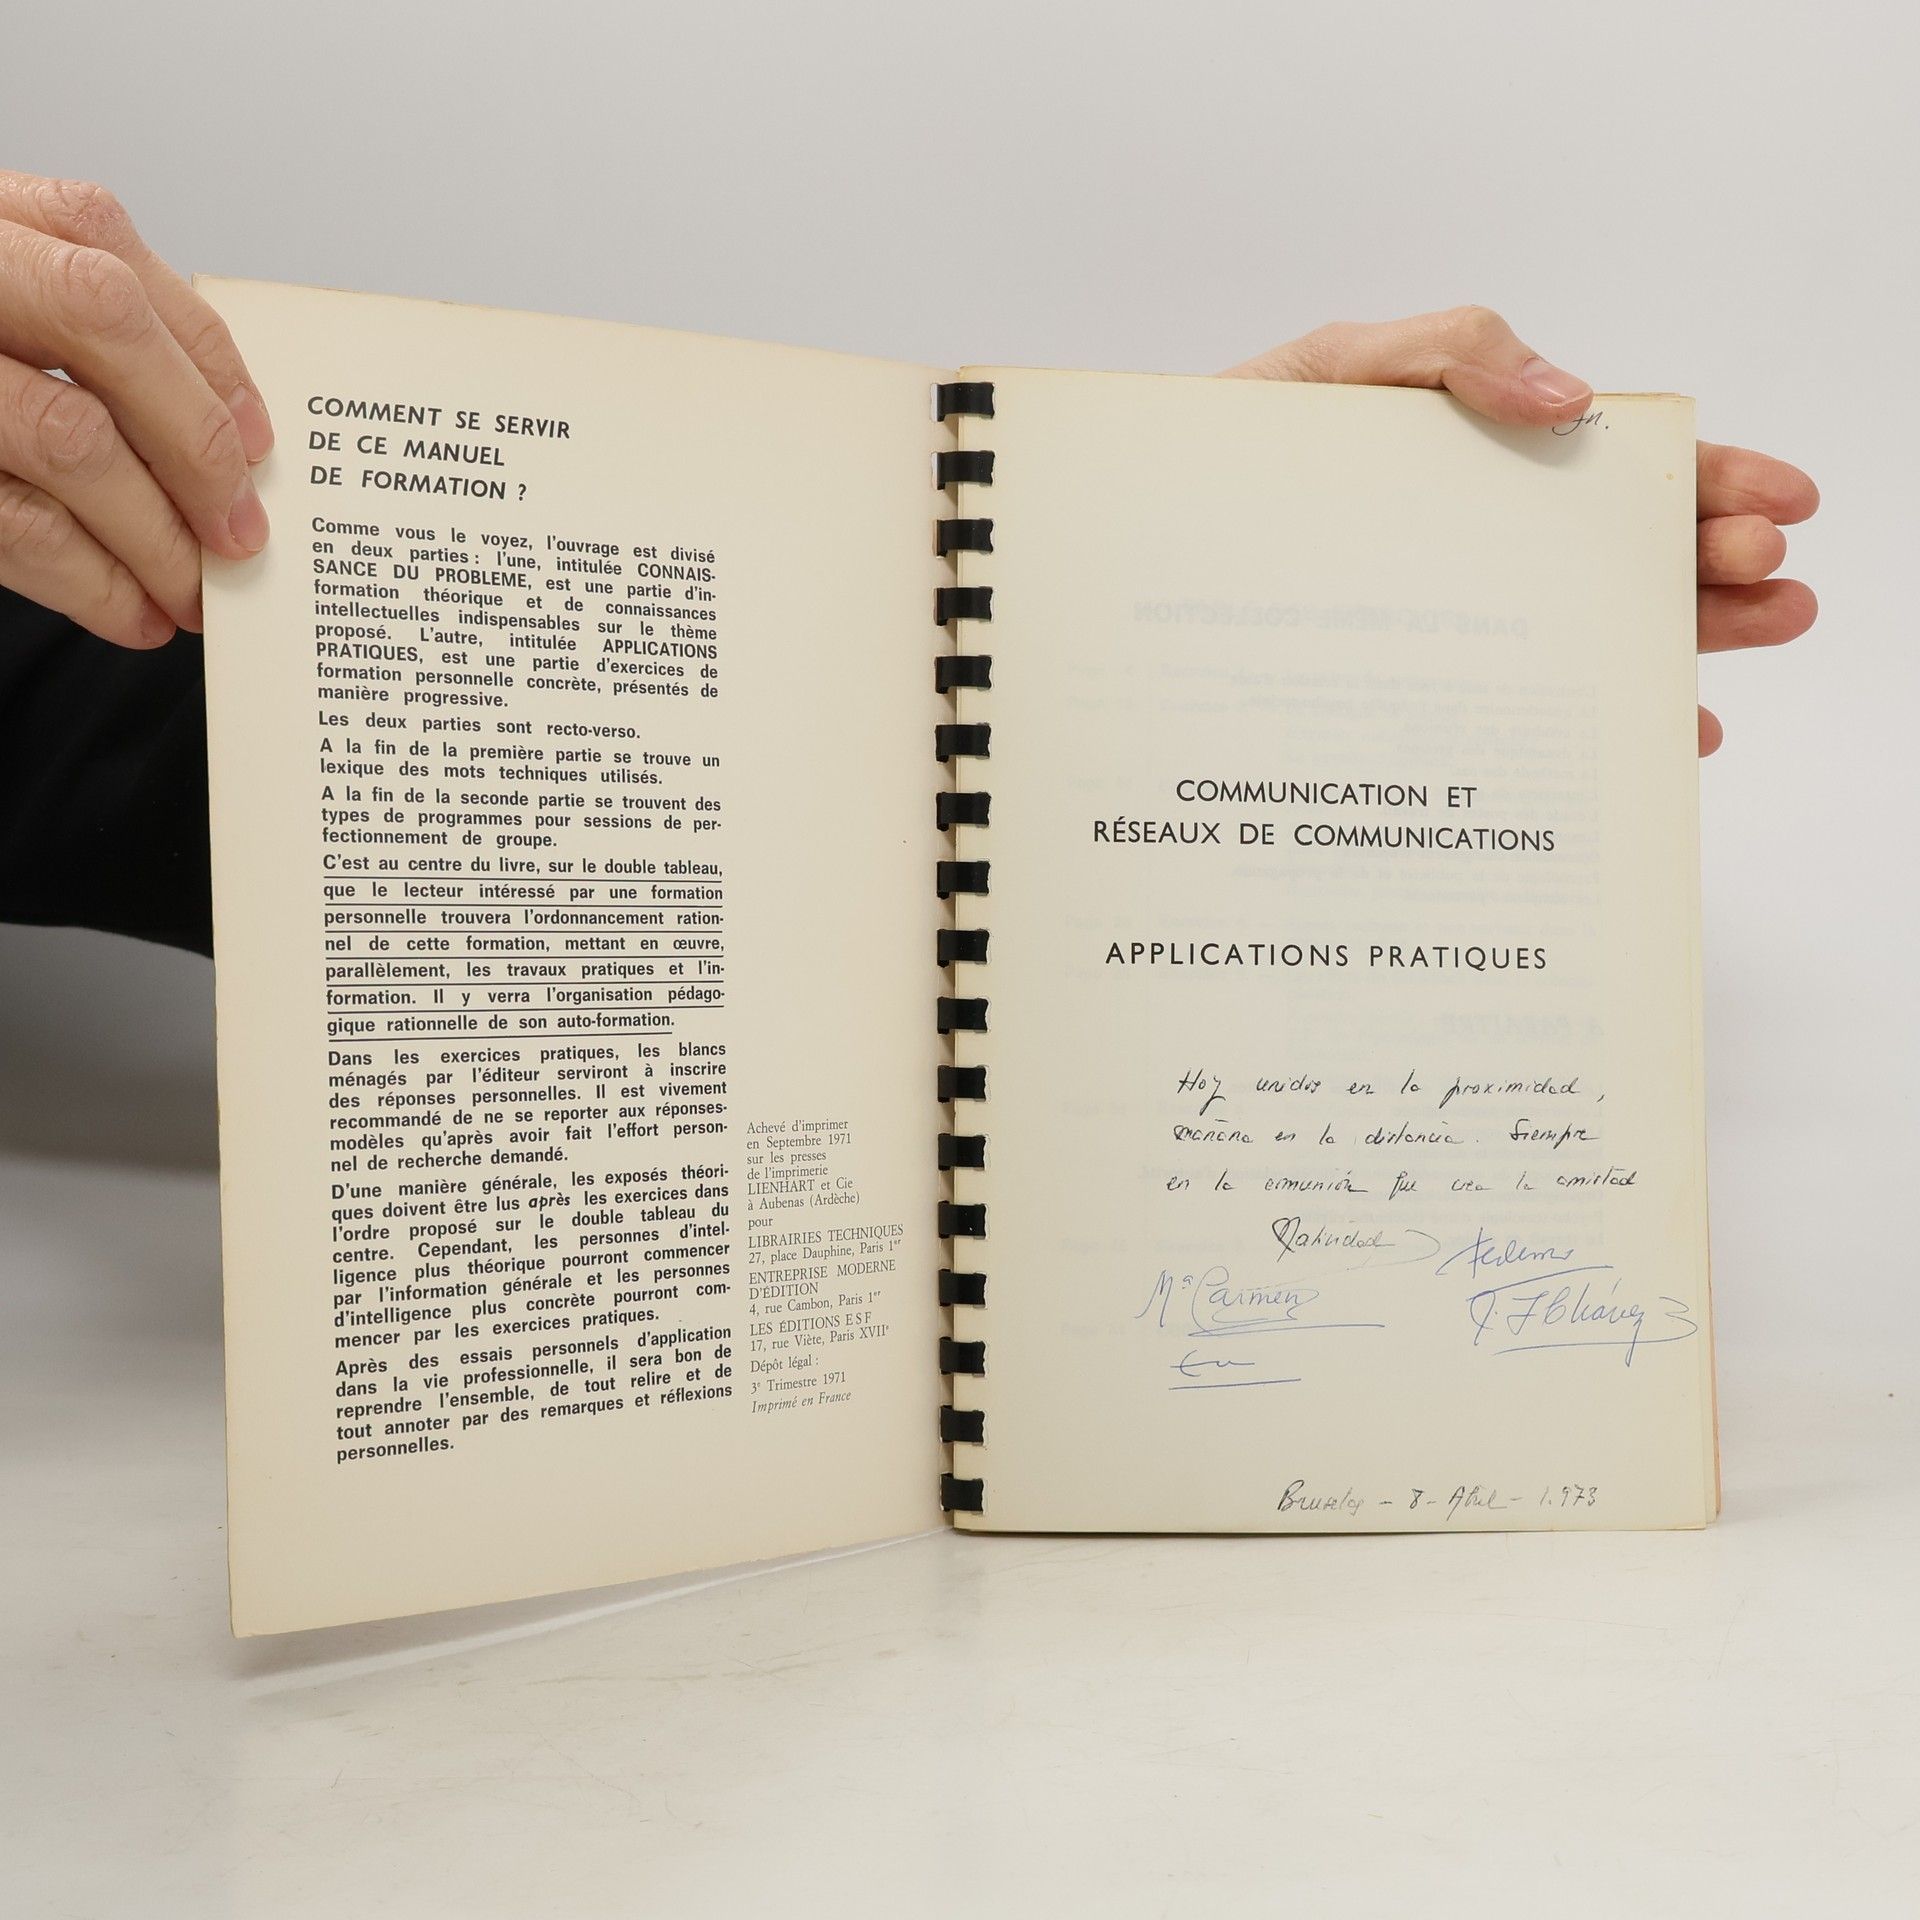 COMMENT SE SERVIR
DE CE MANUEL
DE FORMATION ?
Comme vous le voyez, l'ouvrage est divisé
en deux parties : l'une, intitulée CONNAIS-
SANCE DU PROBLEME, est une partie d'in-
formation théorique et de connaissances
intellectuelles indispensables sur le thème
proposé. L'autre, intitulée APPLICATIONS
PRATIQUES, est une partie d'exercices de
formation personnelle concrète, présentés de
manière progressive.
Les deux parties sont recto-verso.
A la fin de la première partie se trouve un
lexique des mots techniques utilisés.
A la fin de la seconde partie se trouvent des
types de programmes pour sessions de per-
fectionnement de groupe.
C'est au centre du livre, sur le double tableau,
que le lecteur intéressé par une formation
personnelle trouvera l'ordonnancement ration-
nel de cette formation, mettant en œuvre,
parallèlement, les travaux pratiques et l'in-
formation. Il y verra l'organisation pédago-
gique rationnelle de son auto-formation.
Dans les exercices pratiques, les blancs
ménagés par l'éditeur serviront à inscrire
des réponses personnelles. Il est vivement
recommandé de ne se reporter aux réponses-
modèles qu'après avoir fait l'effort person-
nel de recherche demandé.
D'une manière générale, les exposés théori-
ques doivent être lus après les exercices dans
l'ordre proposé sur le double tableau du
centre. Cependant, les personnes d'intel-
ligence plus théorique pourront commencer
par l'information générale et les personnes
d'intelligence plus concrète pourront com-
mencer par les exercices pratiques.
Après des essais personnels d'application
dans la vie professionnelle, il sera bon de
reprendre l'ensemble, de tout relire et de
tout annoter par des remarques et réflexions
personnelles.
Achevé d'imprimer
en Septembre 1971
sur les presses
de l'imprimerie
LIENHART et Cie
à Aubenas (Ardèche)
pour
LIBRAIRIES TECHNIQUES
27, place Dauphine, Paris 1er
ENTREPRISE MODERNE
D'ÉDITION
4, rue Cambon, Paris 1er
LES ÉDITIONS E S F
17, rue Viète, Paris XVIIe
Dépôt légal :
3e Trimestre 1971
Imprimé en France
COMMUNICATION ET
RÉSEAUX DE COMMUNICATIONS
APPLICATIONS PRATIQUES
Hoy unidos en la proximidad,
mañana en la distancia. Siempre
en la comunión que crea la amistad
Mª Carmen
Bruselas - 8 - Abril - 1.973